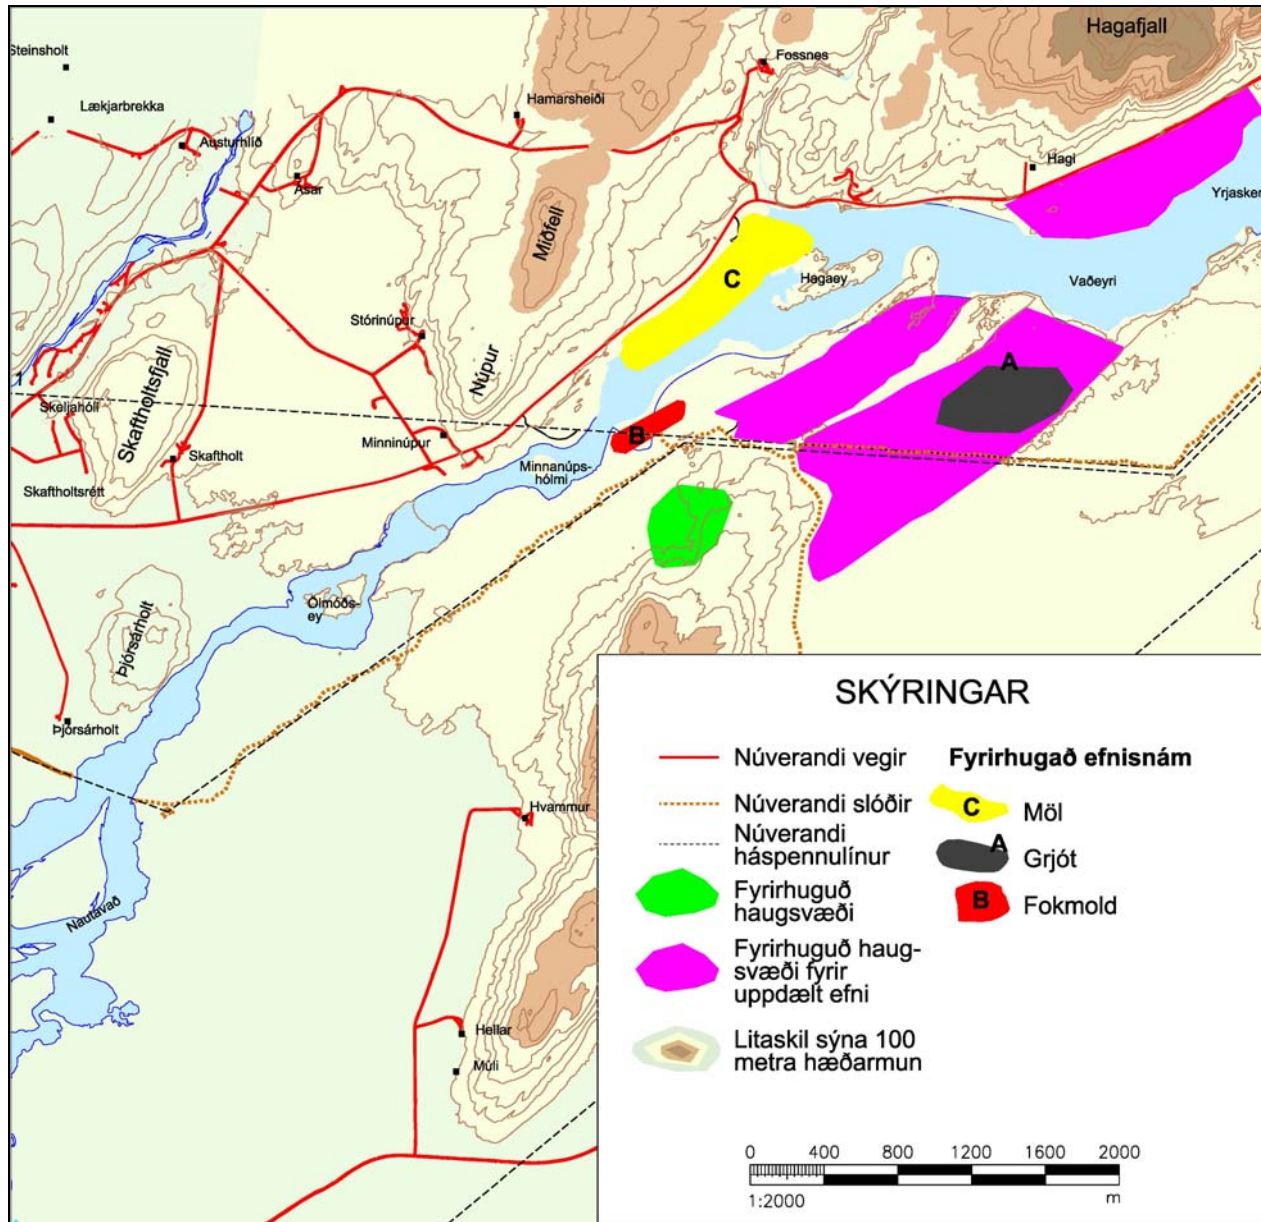 Hagafjall
Steinsholt
Fossnes
Lækjarbrekka
Hamarsheiði
Austurhlíð
Hagi
Ásar
Yrjasker
Miðfell
C
Hagaey
Vaðeyri
Stórinúpur
Núpur
A
1
Skaftholtsfjall
Skeljahóll
B
Minninúpur
Skaftholt
Minnanúps-
hólmi
Skaftholtsrétt
Ölmóðs-
ey
Þjórsárholt
Þjórsárholt
Hvammur
Nautavað
Hellar
Múli
SKÝRINGAR
Núverandi vegir
Núverandi slóðir
Núverandi
háspennulínur
Fyrirhuguð
haugsvæði
Fyrirhuguð haug-
svæði fyrir
uppdælt efni
Litaskil sýna 100
metra hæðarmun
Fyrirhugað efnisnám
C Möl
A Grjót
B Fokmold
0 400 800 1200 1600 2000
1:2000 m